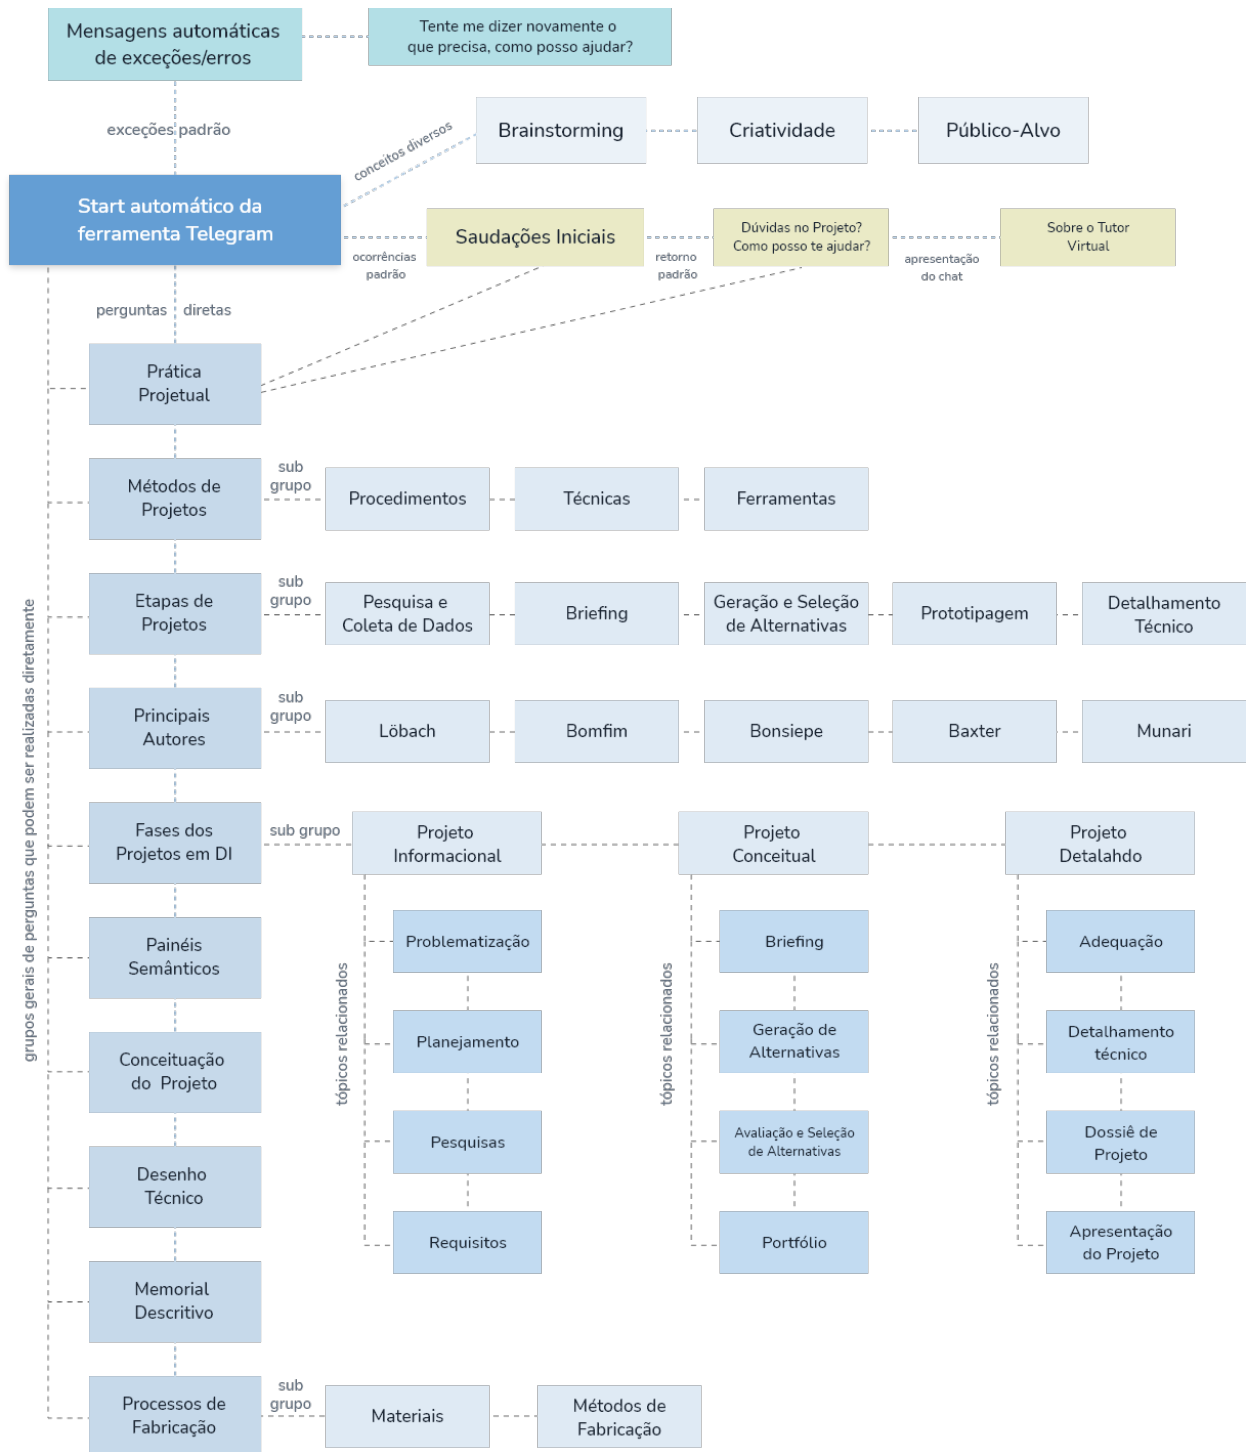 Mensagens automáticas
de exceções/erros
Tente me dizer novamente o
que precisa, como posso ajudar?
exceções padrão
conceitos diversos
Brainstorming
Criatividade
Público-Alvo
Start automático da
ferramenta Telegram
ocorrências
padrão
Saudações Iniciais
retorno
padrão
Dúvidas no Projeto?
Como posso te ajudar?
apresentação
do chat
Sobre o Tutor
Virtual
perguntas diretas
grupos gerais de perguntas que podem ser realizadas diretamente
Prática
Projetual
Métodos de
Projetos
sub
grupo
Procedimentos
Técnicas
Ferramentas
Etapas de
Projetos
sub
grupo
Pesquisa e
Coleta de Dados
Briefing
Geração e Seleção
de Alternativas
Prototipagem
Detalhamento
Técnico
Principais
Autores
sub
grupo
Löbach
Bomfim
Bonsiepe
Baxter
Munari
Fases dos
Projetos em DI
sub grupo
Projeto
Informacional
Projeto
Conceitual
Projeto
Detalahdo
tópicos relacionados
Problematização
Planejamento
Pesquisas
Requisitos
tópicos relacionados
Briefing
Geração de
Alternativas
Avaliação e Seleção
de Alternativas
Portfólio
tópicos relacionados
Adequação
Detalhamento
técnico
Dossiê de
Projeto
Apresentação
do Projeto
Painéis
Semânticos
Conceituação
do Projeto
Desenho
Técnico
Memorial
Descritivo
Processos de
Fabricação
sub
grupo
Materiais
Métodos de
Fabricação